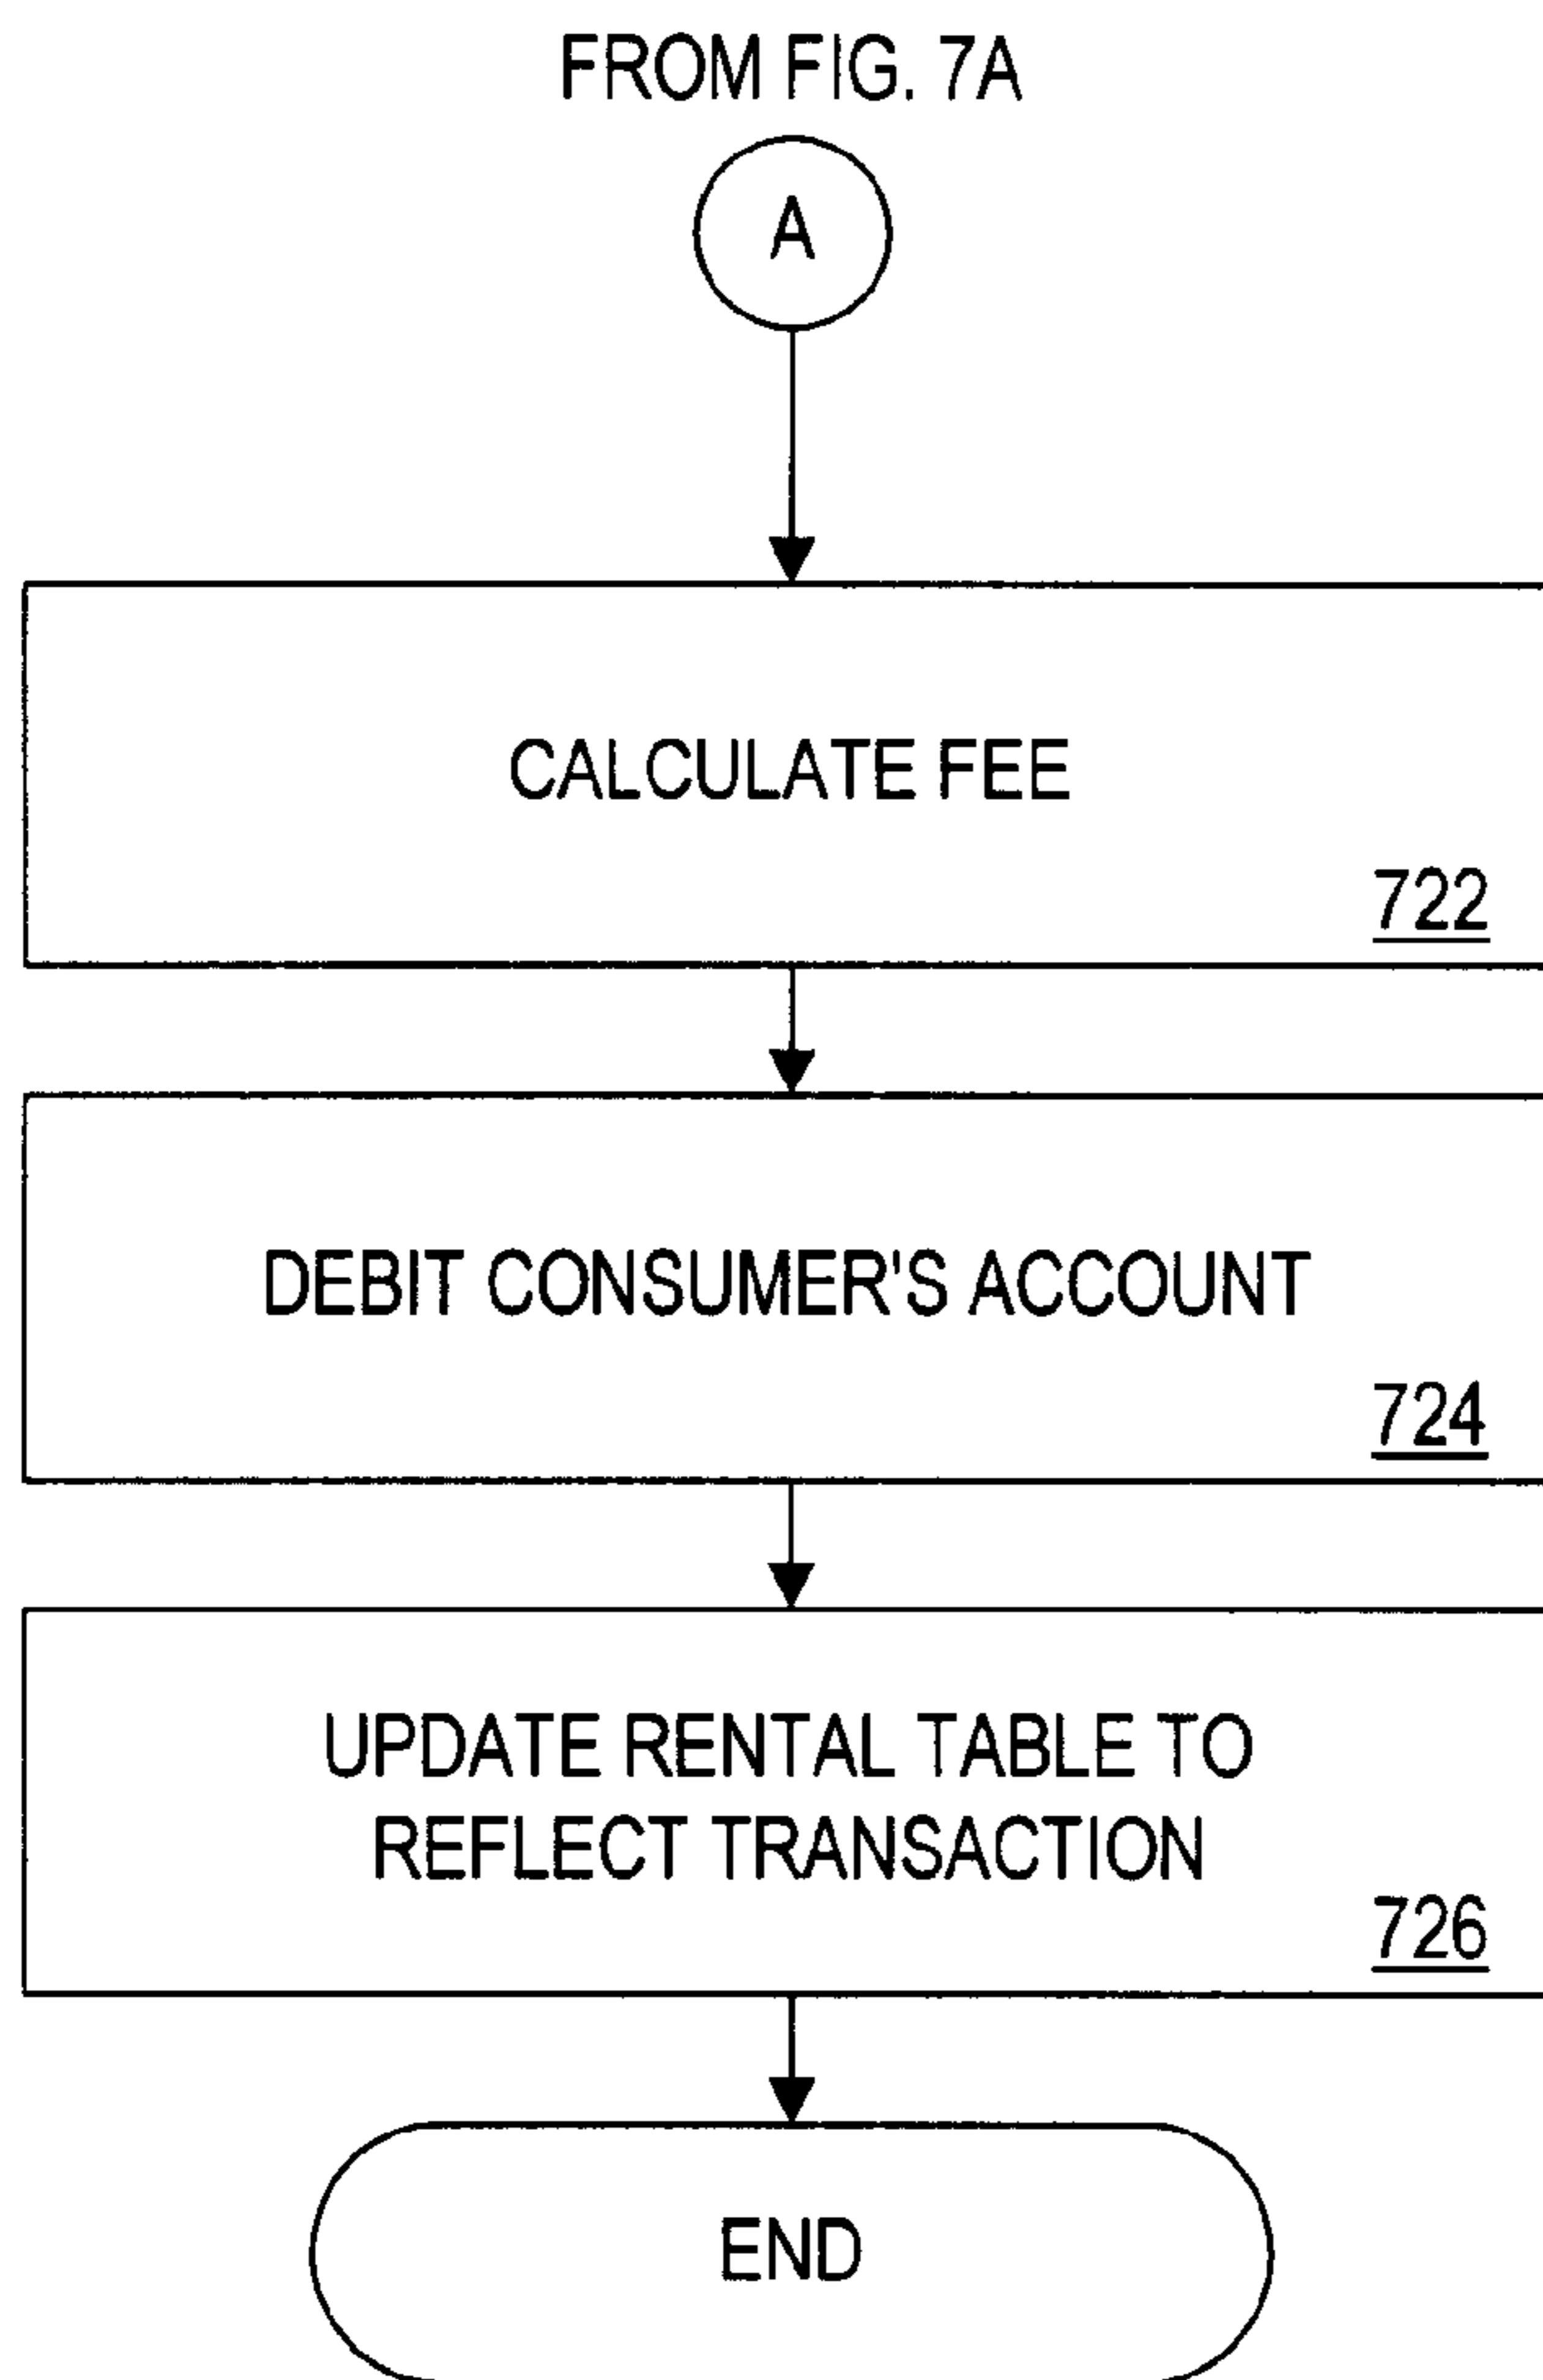 FROM FIG. 7A
A
CALCULATE FEE
722
DEBIT CONSUMER'S ACCOUNT
724
UPDATE RENTAL TABLE TO
REFLECT TRANSACTION
726
END